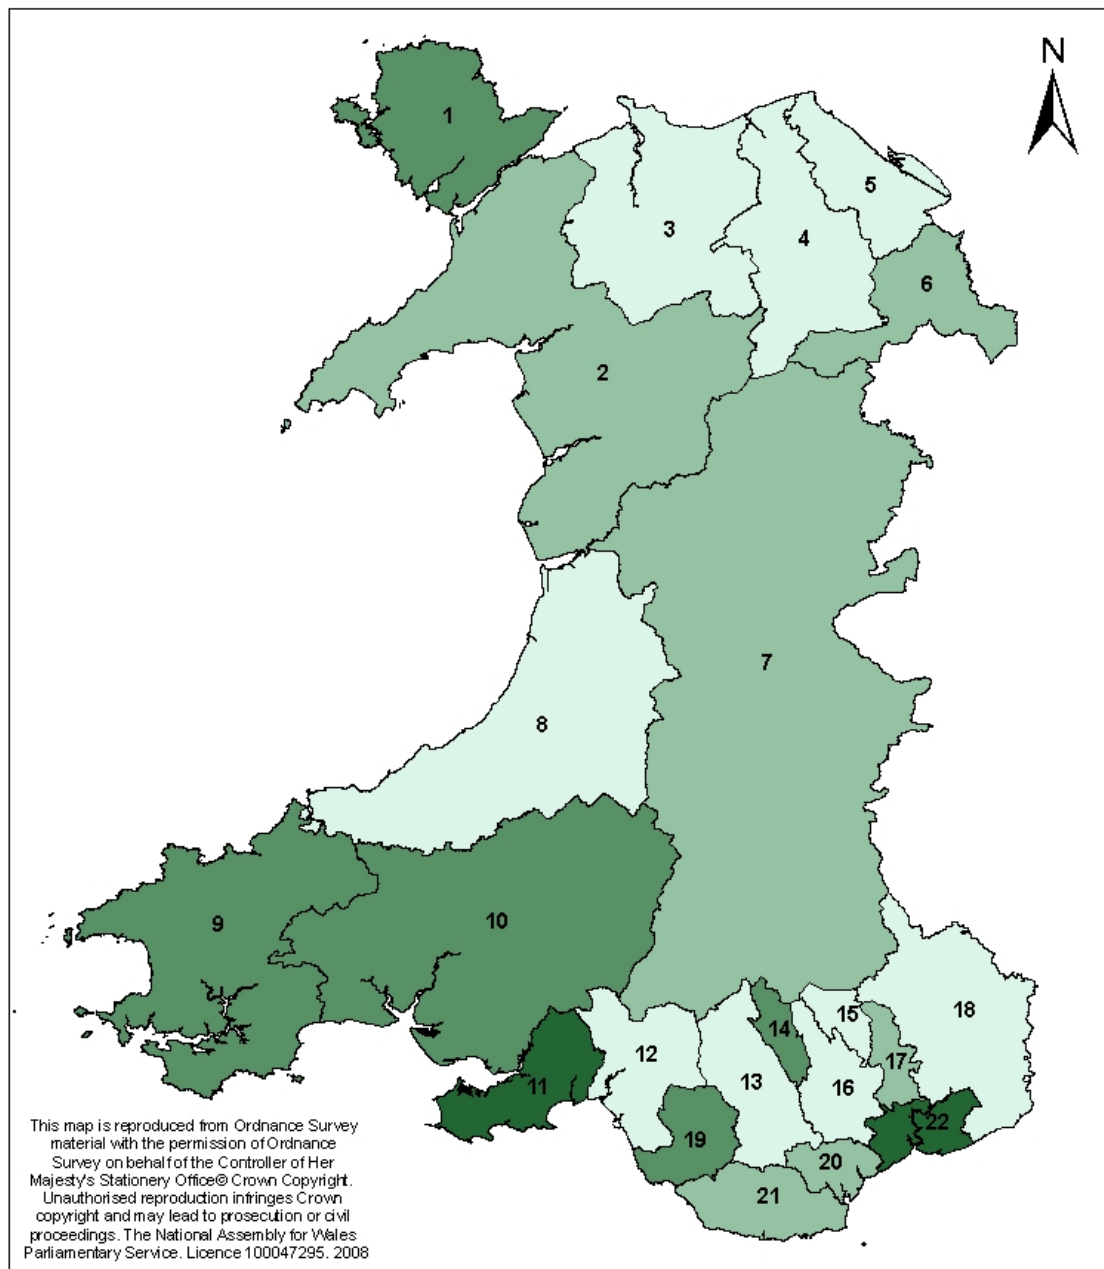 N
1
5
3
4
6
2
7
8
9
10
18
15
14
12
17
11
13
16
22
19
20
21
This map is reproduced from Ordnance Survey
material with the permission of Ordnance
Survey on behalf of the Controller of Her
Majesty's Stationery Office© Crown Copyright.
Unauthorised reproduction infringes Crown
copyright and may lead to prosecution or civil
proceedings. The National Assembly for Wales
Parliamentary Service. Licence 100047295. 2008